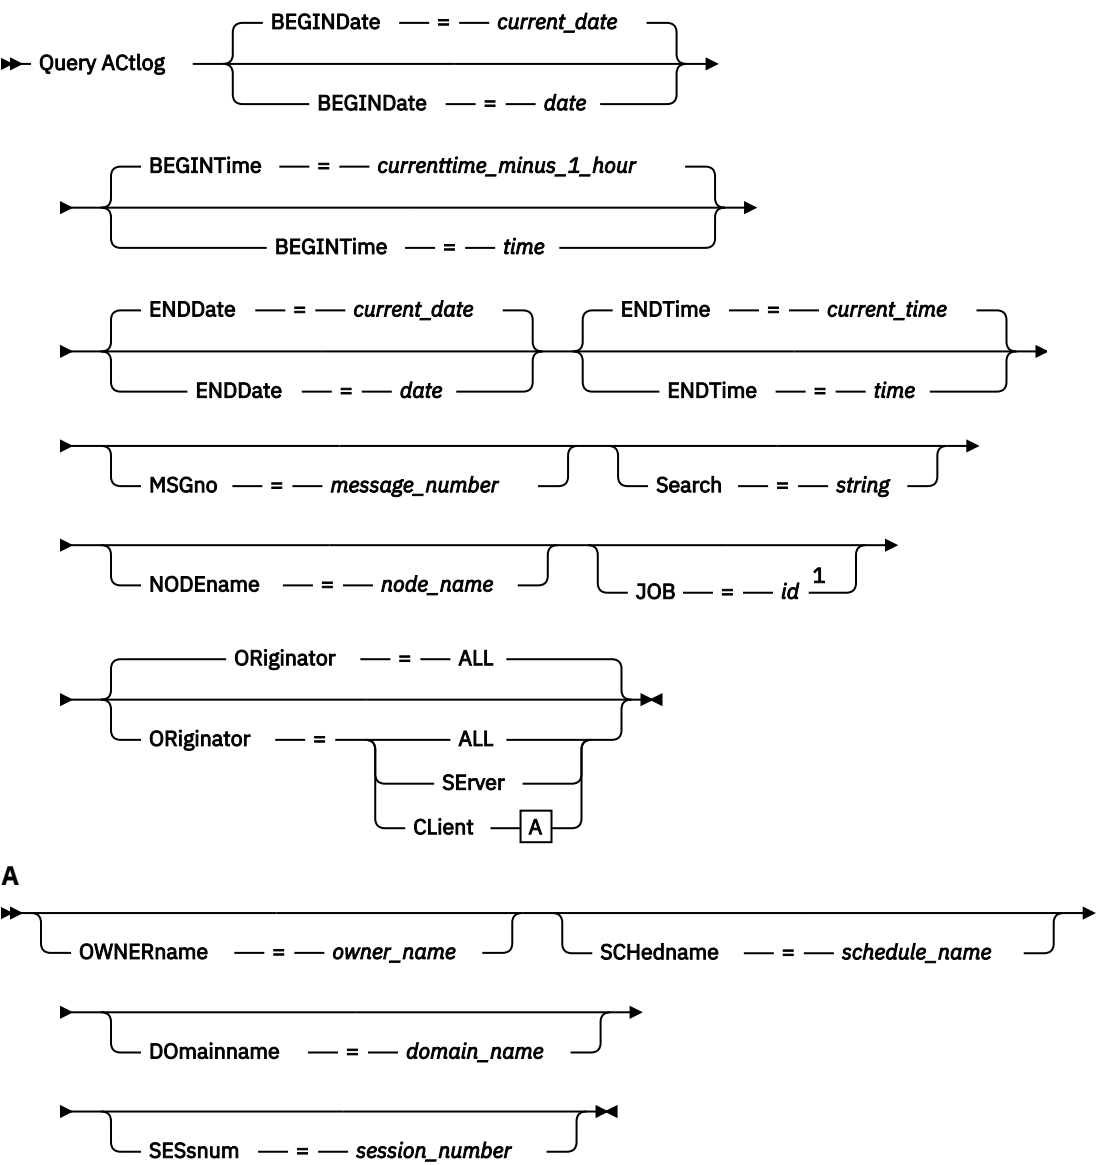 BEGINDate = current_date
Query ACtlog
BEGINDate = date
BEGINTime = currenttime_minus_1_hour
BEGINTime = time
ENDDate = current_date ENDTime = current_time
ENDDate = date ENDTime = time
MSGno = message_number Search = string
NODEname = node_name JOB = id 1
ORiginator = ALL
ORiginator = ALL
SErver
CLient A
A
OWNERname = owner_name SCHedname = schedule_name
DOmainname = domain_name
SESsnum = session_number